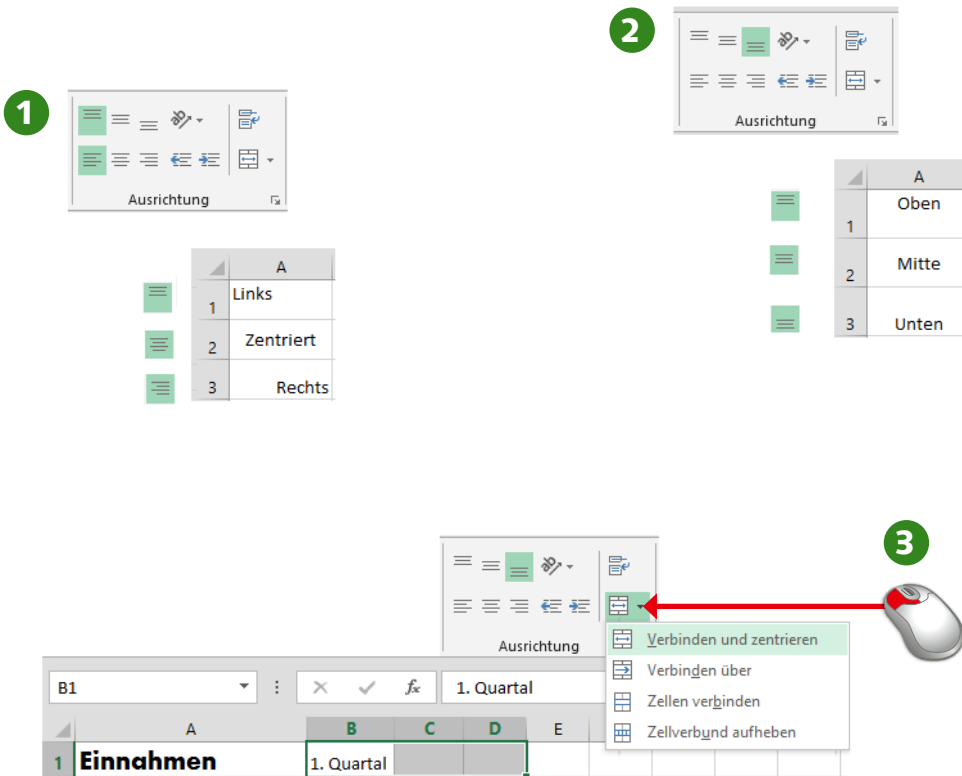 1
Ausrichtung
A
1 Links
2 Zentriert
3 Rechts
2
Ausrichtung
A
1 Oben
2 Mitte
3 Unten
3
Ausrichtung
Verbinden und zentrieren
Verbinden über
Zellen verbinden
Zellverbund aufheben
B1 fx 1. Quartal
A B C D E
1 Einnahmen 1. Quartal